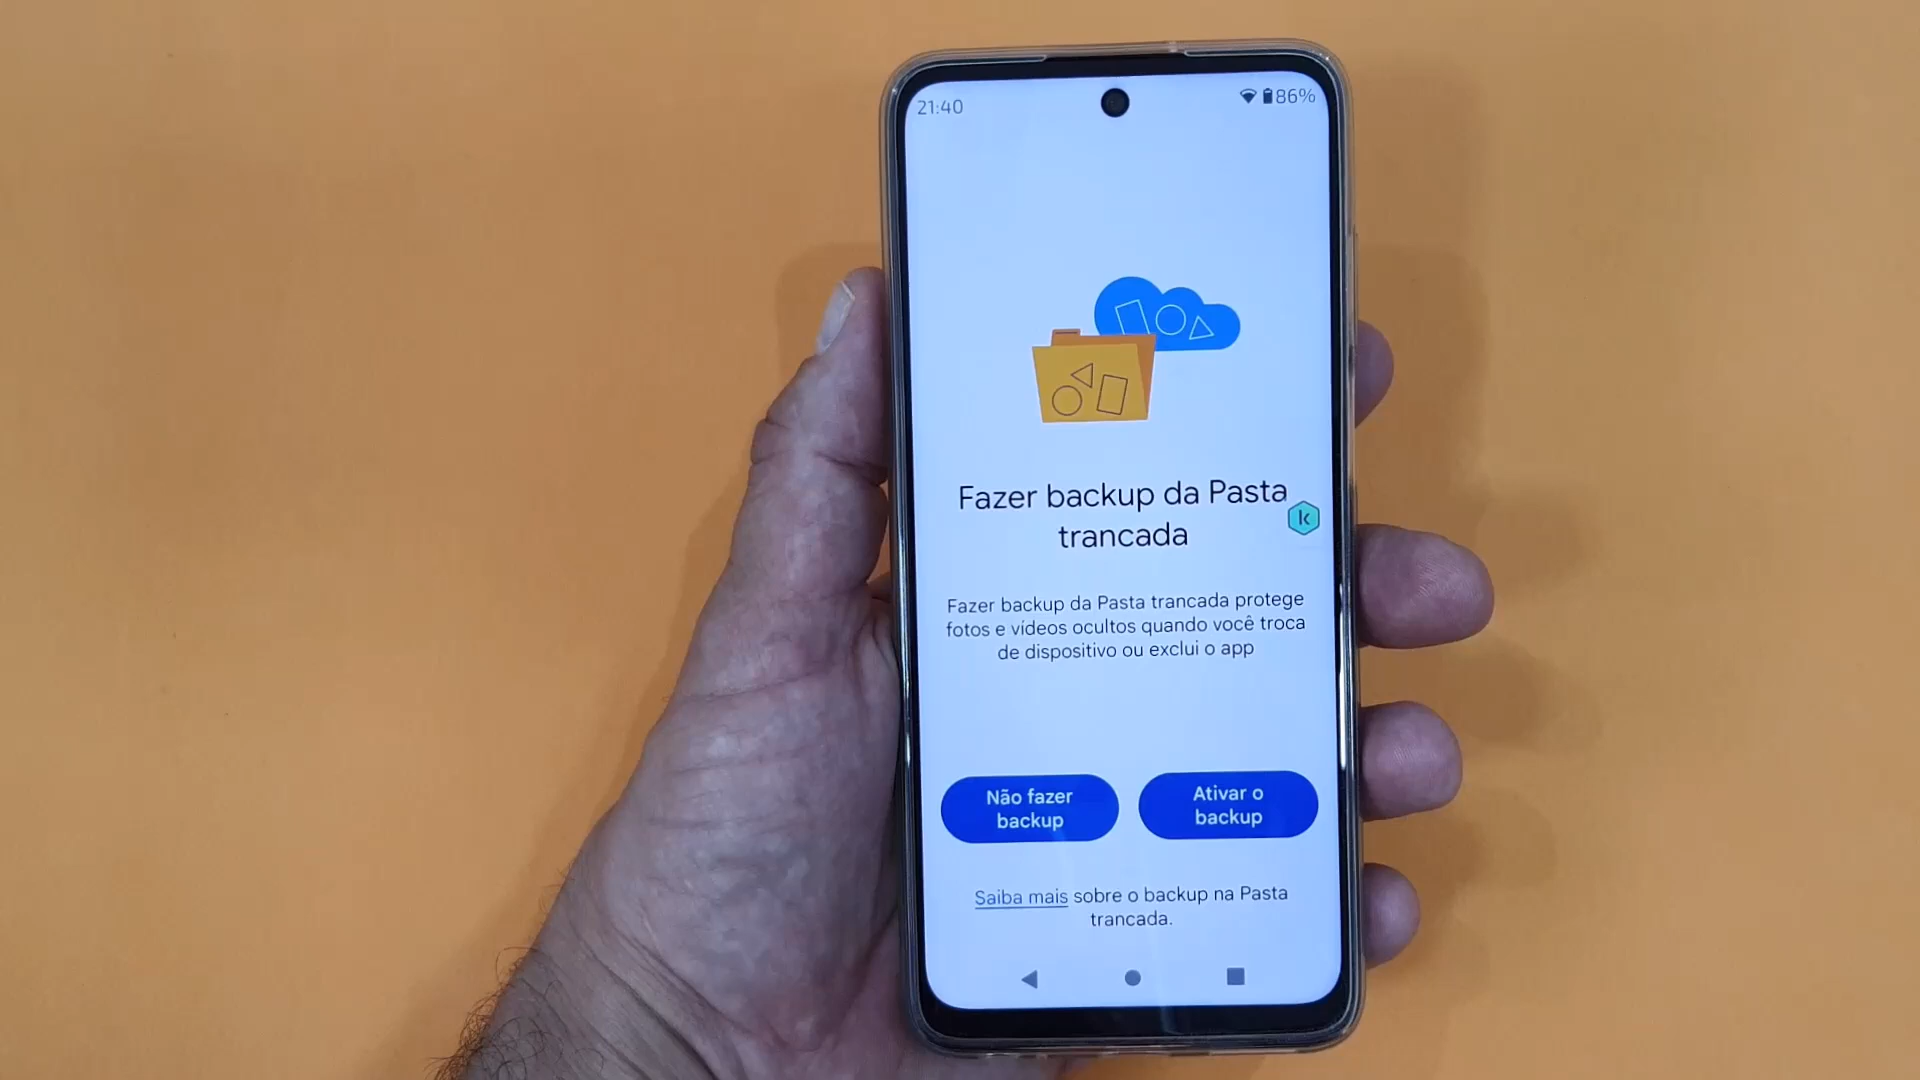 21:40
86%
Fazer backup da Pasta
trancada
k
Fazer backup da Pasta trancada protege
fotos e vídeos ocultos quando você troca
de dispositivo ou exclui o app
Não fazer
backup
Ativar o
backup
Saiba mais sobre o backup na Pasta
trancada.